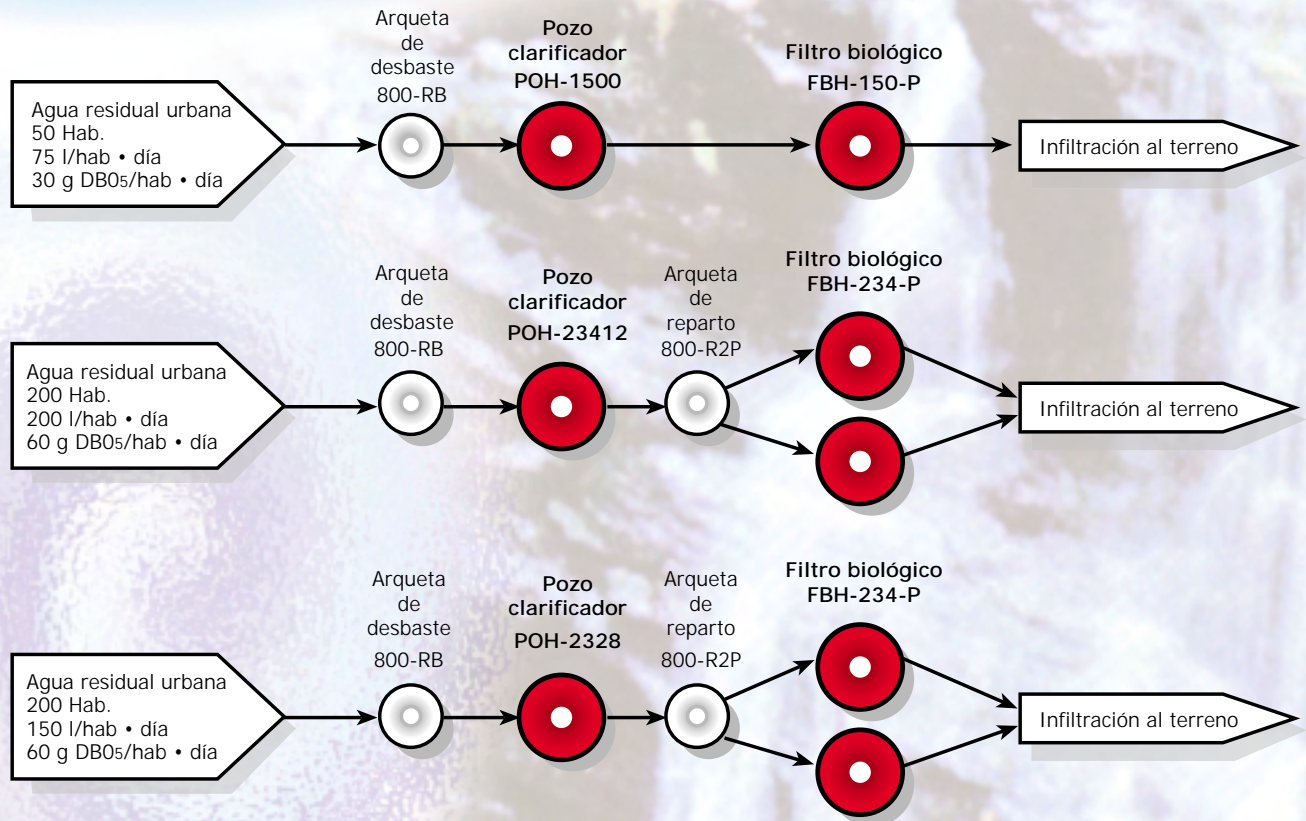 Agua residual urbana
50 Hab.
75 l/hab • día
30 g DBO5/hab • día
Arqueta
de
desbaste
800-RB
Pozo
clarificador
POH-1500
Filtro biológico
FBH-150-P
Infiltración al terreno
Agua residual urbana
200 Hab.
200 l/hab • día
60 g DBO5/hab • día
Arqueta
de
desbaste
800-RB
Pozo
clarificador
POH-23412
Arqueta
de
reparto
800-R2P
Filtro biológico
FBH-234-P
Infiltración al terreno
Agua residual urbana
200 Hab.
150 l/hab • día
60 g DBO5/hab • día
Arqueta
de
desbaste
800-RB
Pozo
clarificador
POH-2328
Arqueta
de
reparto
800-R2P
Filtro biológico
FBH-234-P
Infiltración al terreno